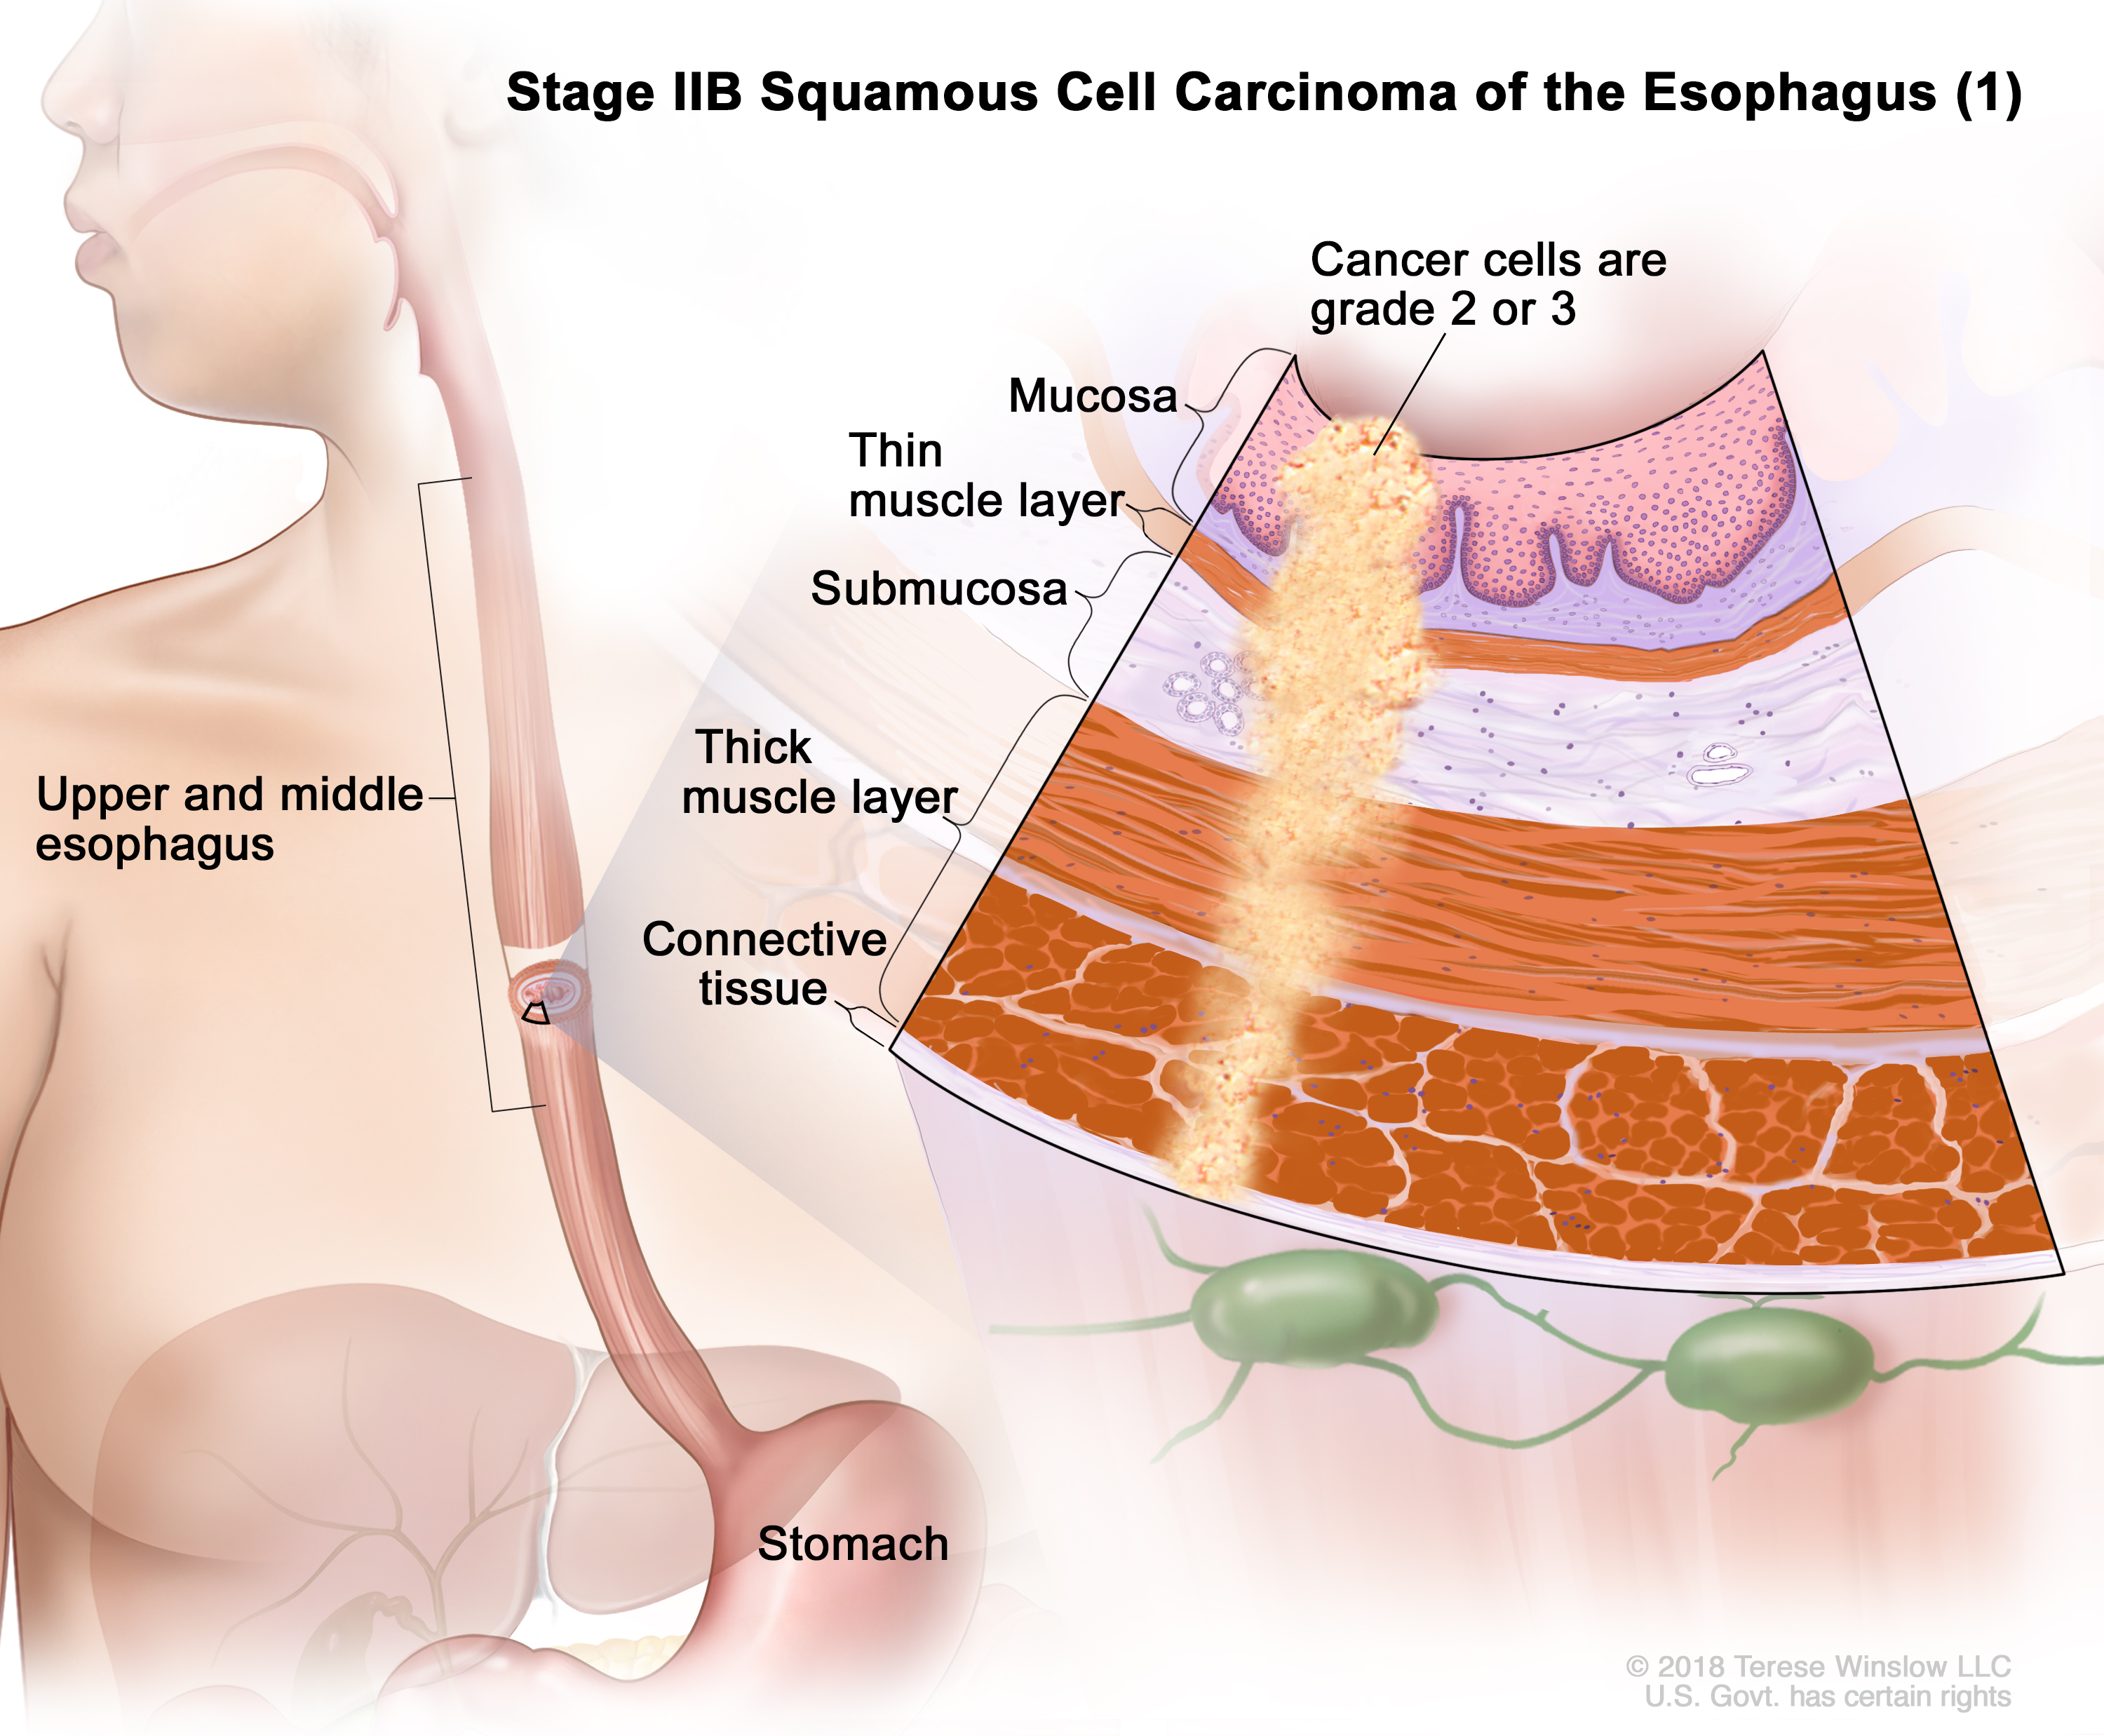 Stage IIB Squamous Cell Carcinoma of the Esophagus (1)
Cancer cells are
grade 2 or 3
Mucosa
Thin
muscle layer
Submucosa
Thick
muscle layer
Upper and middle
esophagus
Connective
tissue
Stomach
© 2018 Terese Winslow LLC
U.S. Govt. has certain rights